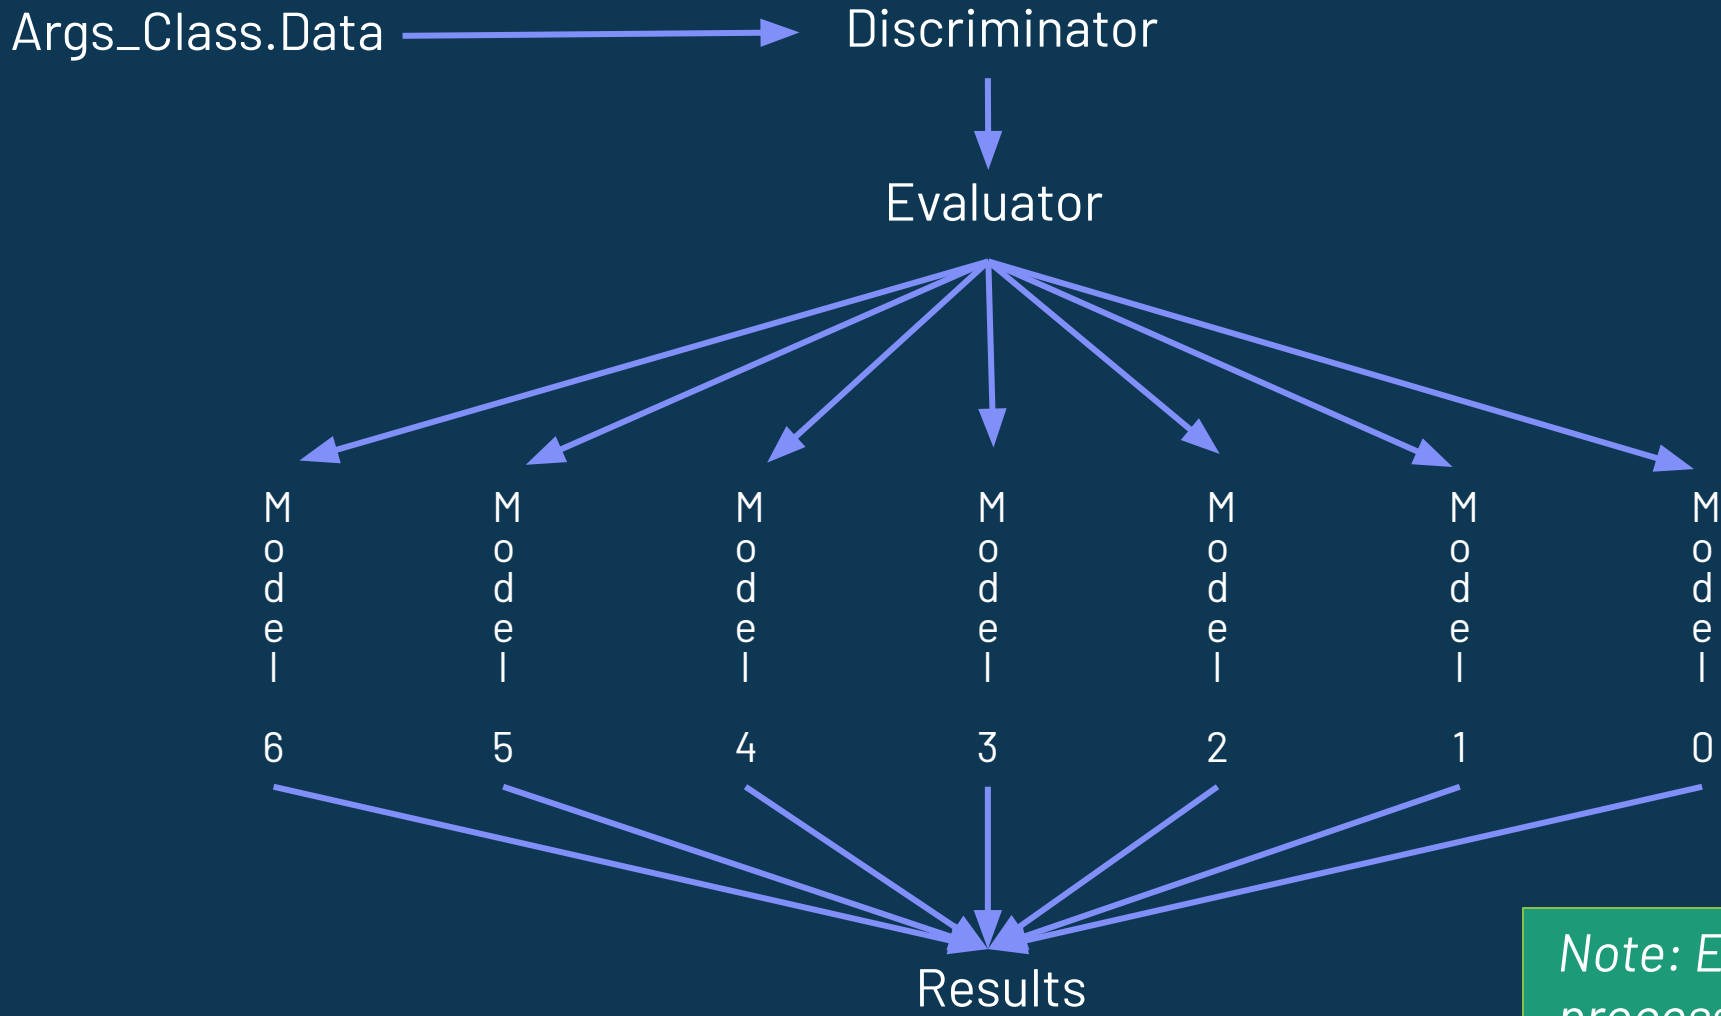 Args_Class.Data
Discriminator
Evaluator
Model 6
Model 5
Model 4
Model 3
Model 2
Model 1
Model 0
Results
Note: